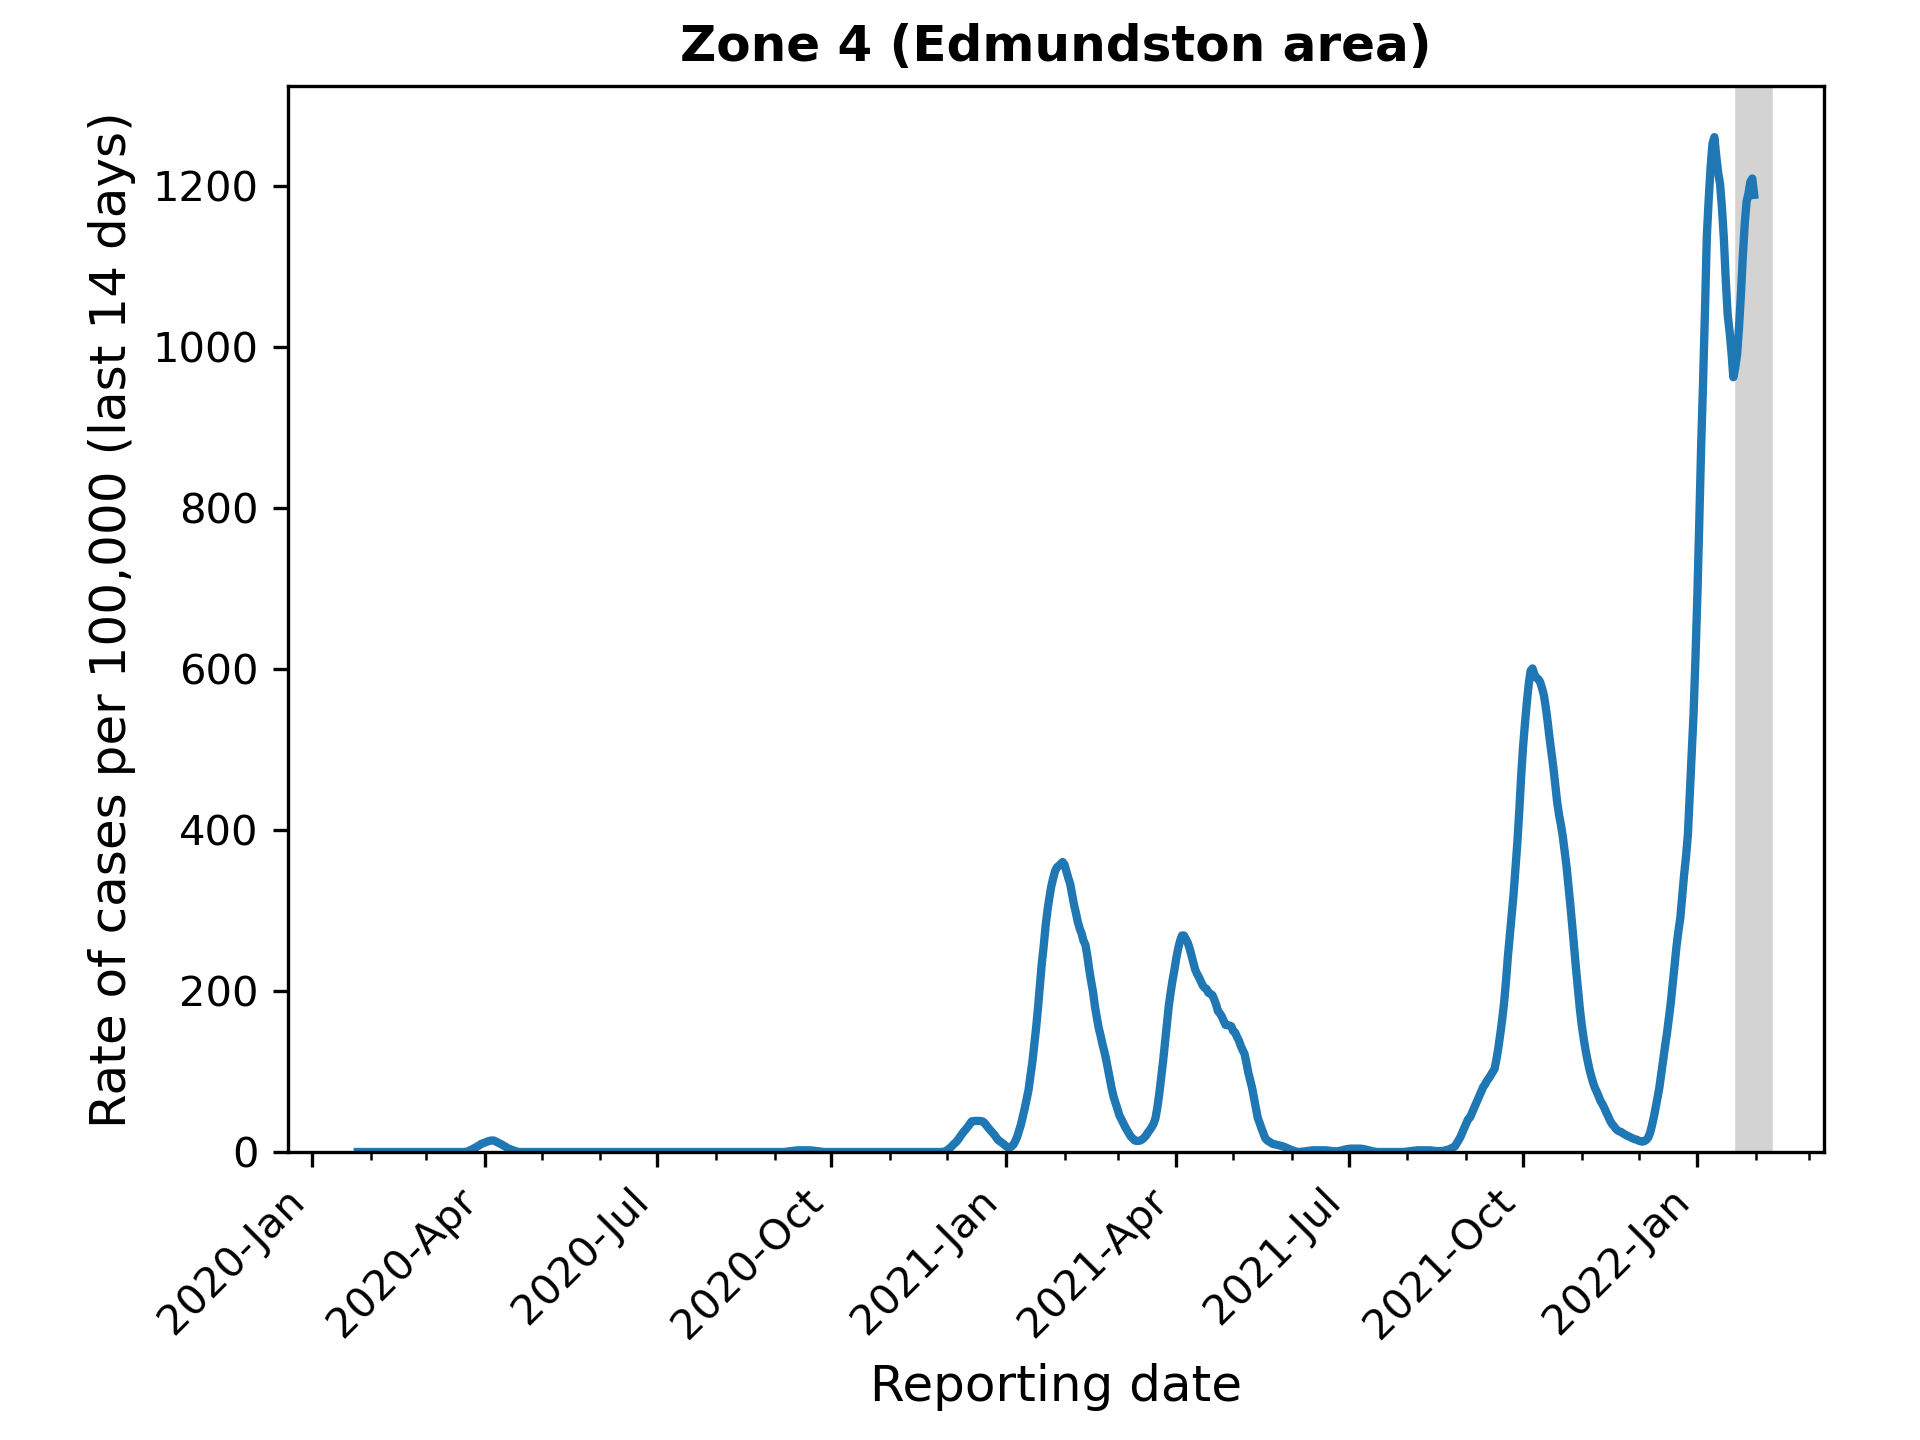 Zone 4 (Edmundston area)
Rate of cases per 100,000 (last 14 days)
1200
1000
800
600
400
200
0
2020-Jan
2020-Apr
2020-Jul
2020-Oct
2021-Jan
2021-Apr
2021-Jul
2021-Oct
2022-Jan
Reporting date